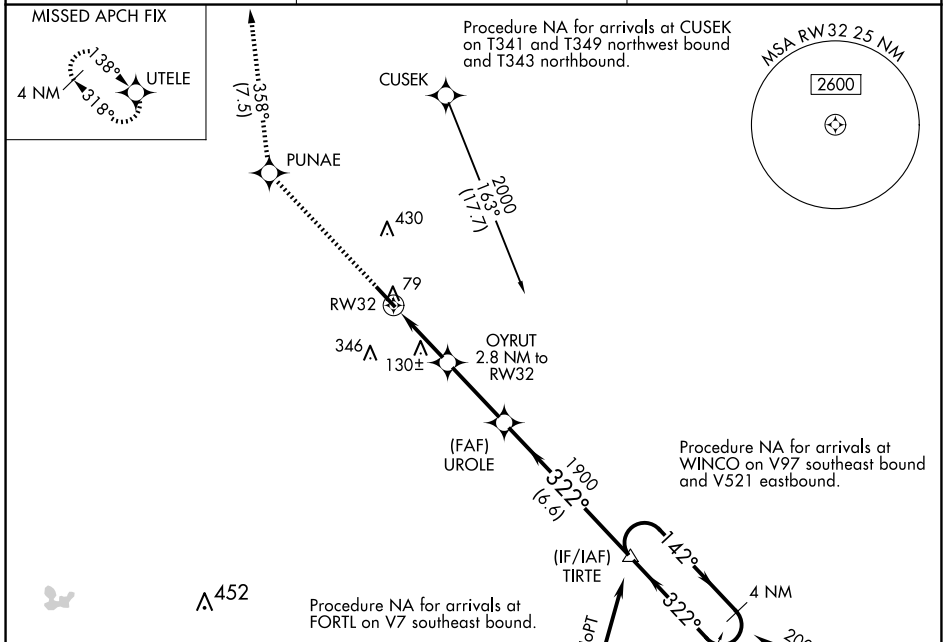 MISSED APCH FIX
138°
UTELE
4 NM
318°
358°
(7.5)
Procedure NA for arrivals at CUSEK
on T341 and T349 northwest bound
and T343 northbound.
MSA RW32 25 NM
2600
CUSEK
PUNAE
2000
163°
(17.7)
430
79
RW32
346
130±
OYRUT
2.8 NM to
RW32
(FAF)
UROLE
Procedure NA for arrivals at
WINCO on V97 southeast bound
and V521 eastbound.
1900
322°
(6.6)
(IF/IAF)
TIRTE
142°
4 NM
322°
452
Procedure NA for arrivals at
FORTL on V7 southeast bound.
oPT
200